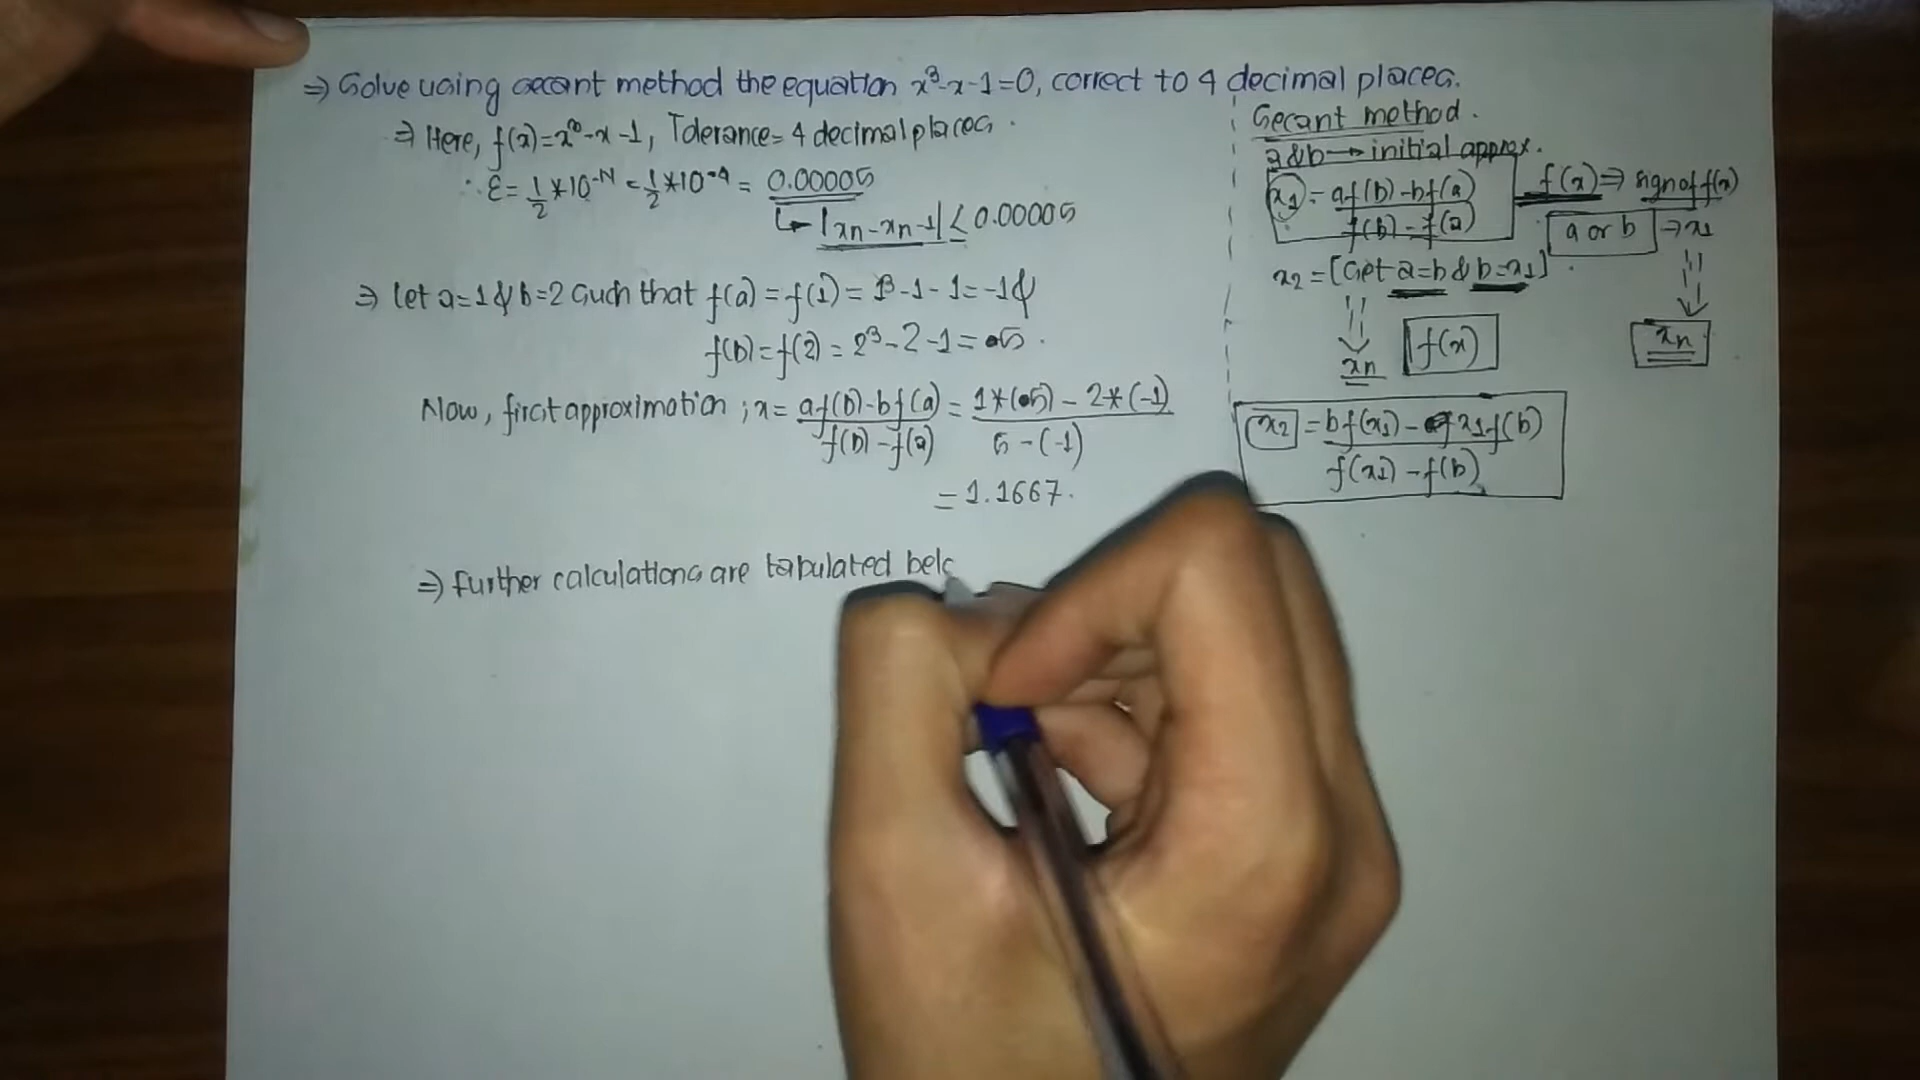 ⇒ Solve using secant method the equation x³-x-1=0, correct to 4 decimal places.
⇒ Here, f(x)=x³-x-1, Tolerance= 4 decimal places.
∴ ε= 1/2 *10^-N = 1/2 *10^-4 = 0.00005
↳ |xn-xn-1| ≤ 0.00005
⇒ let a=1 & b=2 such that f(a) = f(1) = 1³-1-1=-1 &
f(b)= f(2) = 2³-2-1= 5.
Now, first approximation ; x= af(b)-bf(a) / f(b)-f(a) = 1*(5) - 2*(-1) / 5-(-1)
= 1.1667.
⇒ further calculations are tabulated belo
Secant method.
a&b → initial approx.
x1 = af(b)-bf(a) / f(b)-f(a)
f(x) ⇒ sign of f(x)
a or b → x1
x2 = [Get a=b & b=x1].
xn
f(x)
xn
x2 = bf(x1) - x1f(b) / f(x1) - f(b)